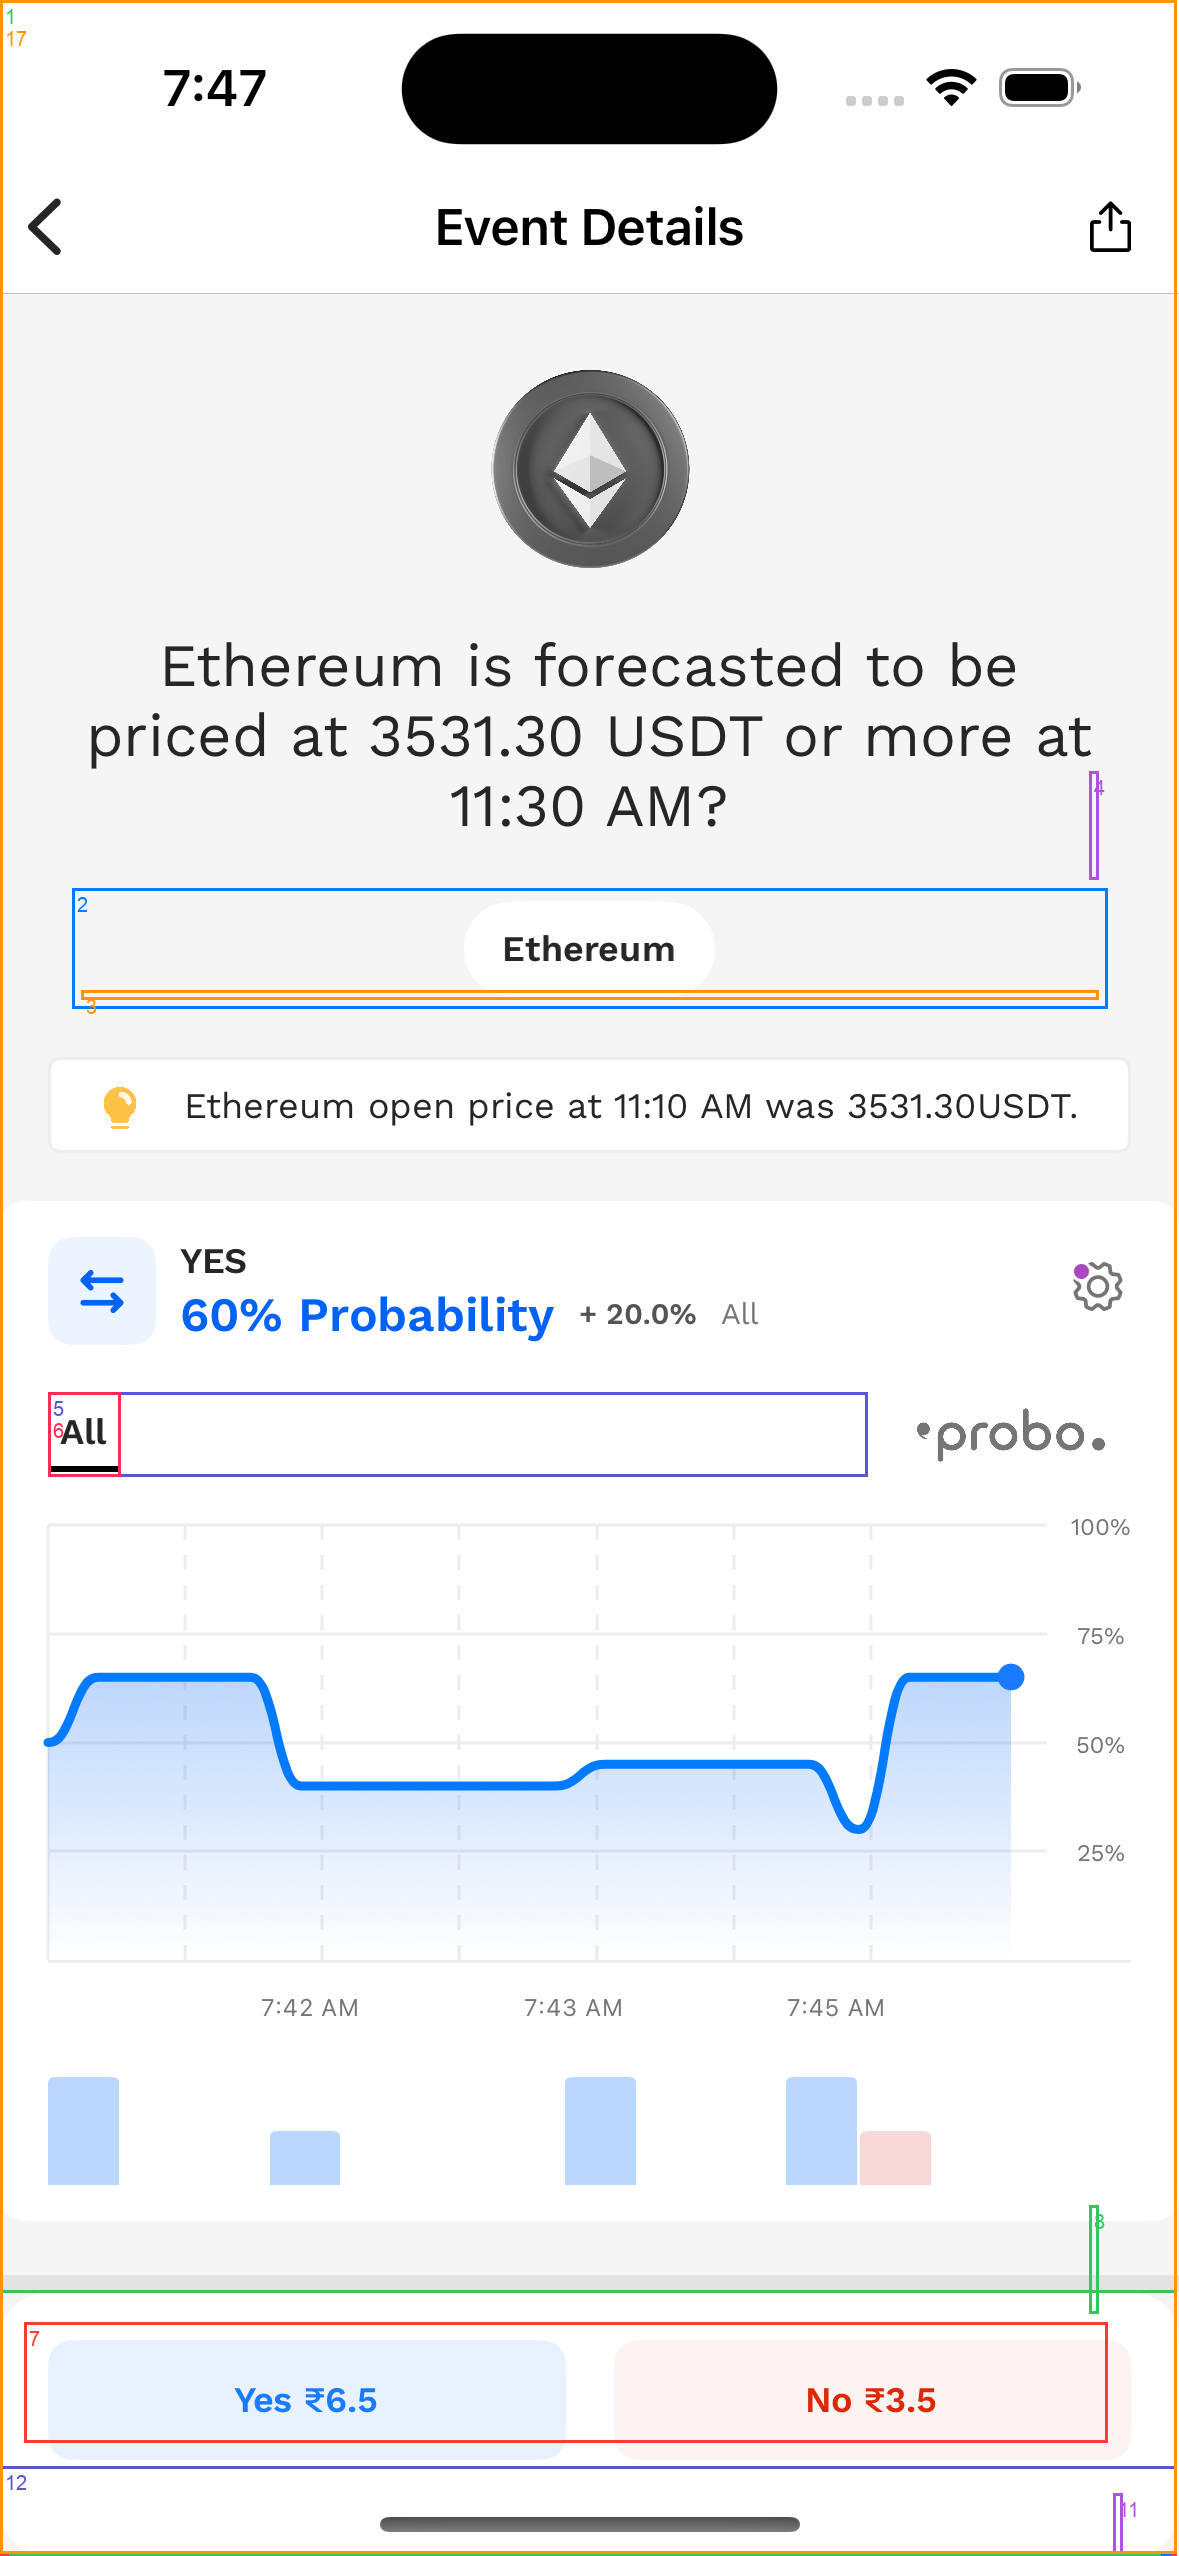 1
17
7:47
Event Details
Ethereum is forecasted to be
priced at 3531.30 USDT or more at
11:30 AM?
4
2
Ethereum
3
Ethereum open price at 11:10 AM was 3531.30USDT.
YES
60% Probability + 20.0% All
5
6
All
probo.
100%
75%
50%
25%
7:42 AM 7:43 AM 7:45 AM
8
7
Yes ₹6.5 No ₹3.5
12
11